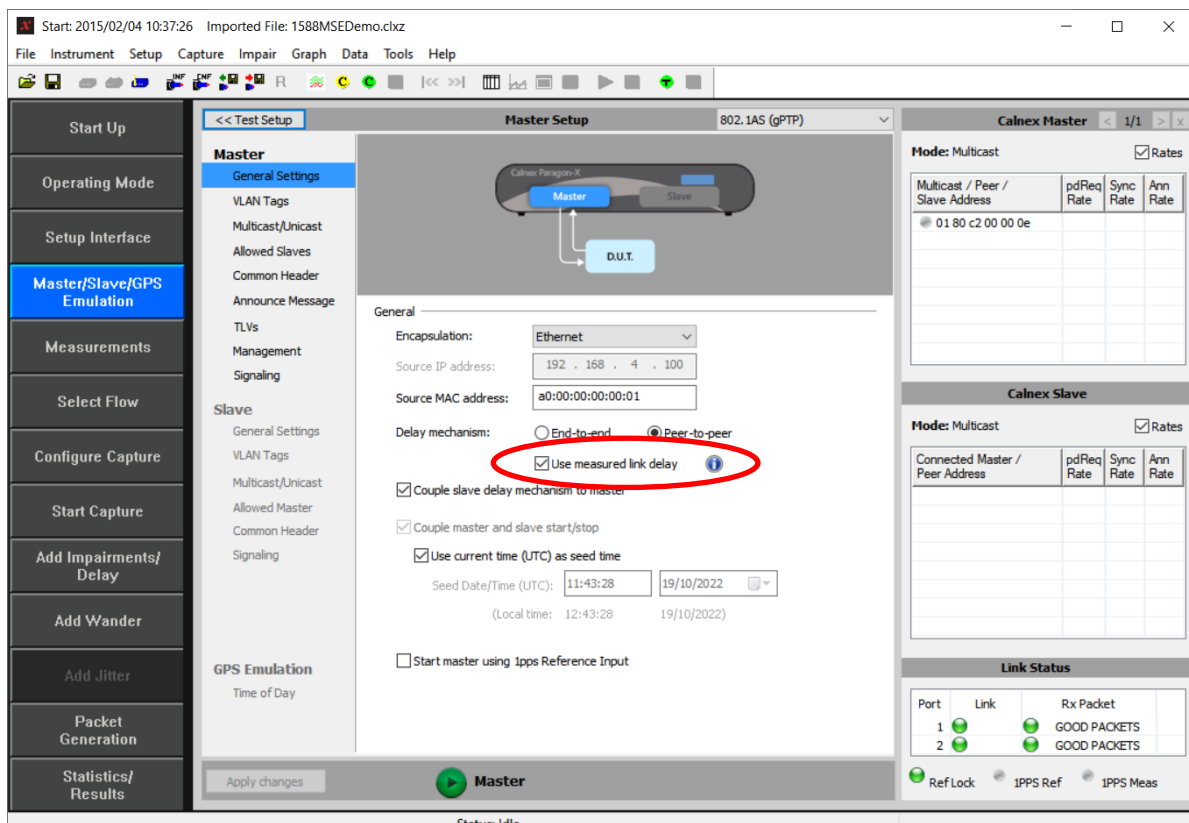 Start: 2015/02/04 10:37:26 Imported File: 1588MSEDemo.clxz
File Instrument Setup Capture Impair Graph Data Tools Help
INF INF R C C T
Start Up
Operating Mode
Setup Interface
Master/Slave/GPS
Emulation
Measurements
Select Flow
Configure Capture
Start Capture
Add Impairments/
Delay
Add Wander
Add Jitter
Packet
Generation
Statistics/
Results
<< Test Setup
Master Setup
802.1AS (gPTP)
Master
General Settings
VLAN Tags
Multicast/Unicast
Allowed Slaves
Common Header
Announce Message
TLVs
Management
Signaling
Slave
General Settings
VLAN Tags
Multicast/Unicast
Allowed Master
Common Header
Signaling
GPS Emulation
Time of Day
Calnex Paragon-X
Master
Slave
D.U.T.
General
Encapsulation: Ethernet
Source IP address: 192 . 168 . 4 . 100
Source MAC address: a0:00:00:00:00:01
Delay mechanism: End-to-end Peer-to-peer
Use measured link delay
Couple slave delay mechanism to master
Couple master and slave start/stop
Use current time (UTC) as seed time
Seed Date/Time (UTC): 11:43:28 19/10/2022
(Local time: 12:43:28 19/10/2022)
Start master using 1pps Reference Input
Apply changes
Master
Calnex Master < 1/1 > x
Mode: Multicast Rates
Multicast / Peer / pdReq Sync Ann
Slave Address Rate Rate Rate
01 80 c2 00 00 0e
Calnex Slave
Mode: Multicast Rates
Connected Master / pdReq Sync Ann
Peer Address Rate Rate Rate
Link Status
Port Link Rx Packet
1 GOOD PACKETS
2 GOOD PACKETS
Ref Lock 1PPS Ref 1PPS Meas
Status: Idle